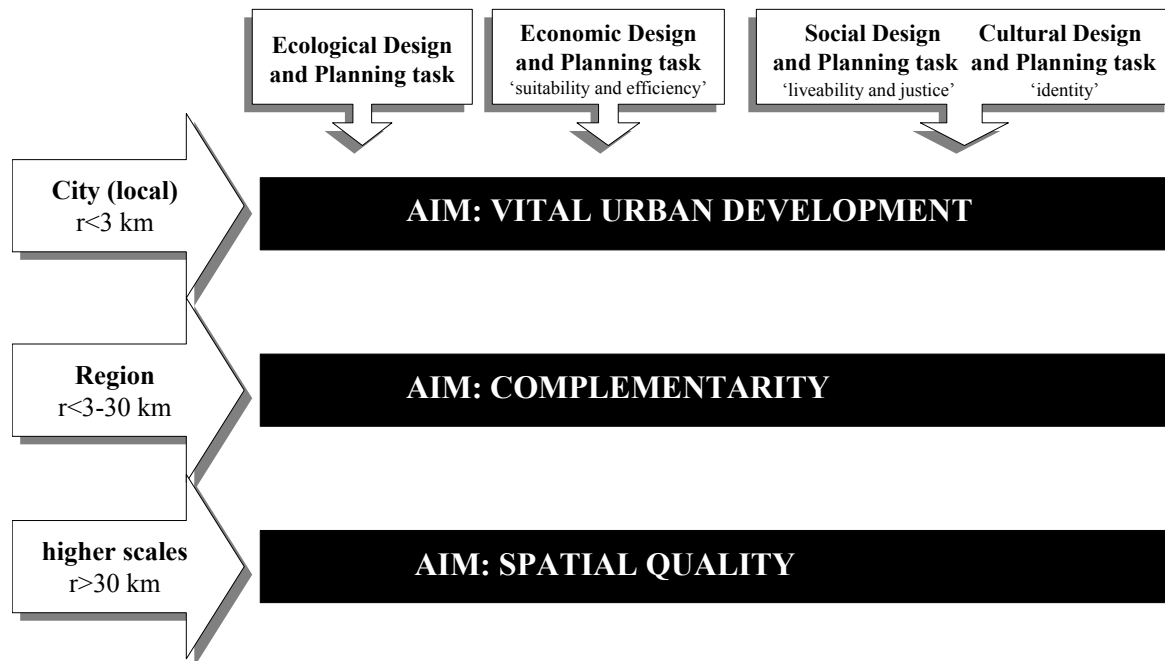 Ecological Design
and Planning task
Economic Design
and Planning task
‘suitability and efficiency’
Social Design
and Planning task
‘liveability and justice’
Cultural Design
and Planning task
‘identity’
City (local)
r<3 km
AIM: VITAL URBAN DEVELOPMENT
Region
r<3-30 km
AIM: COMPLEMENTARITY
higher scales
r>30 km
AIM: SPATIAL QUALITY